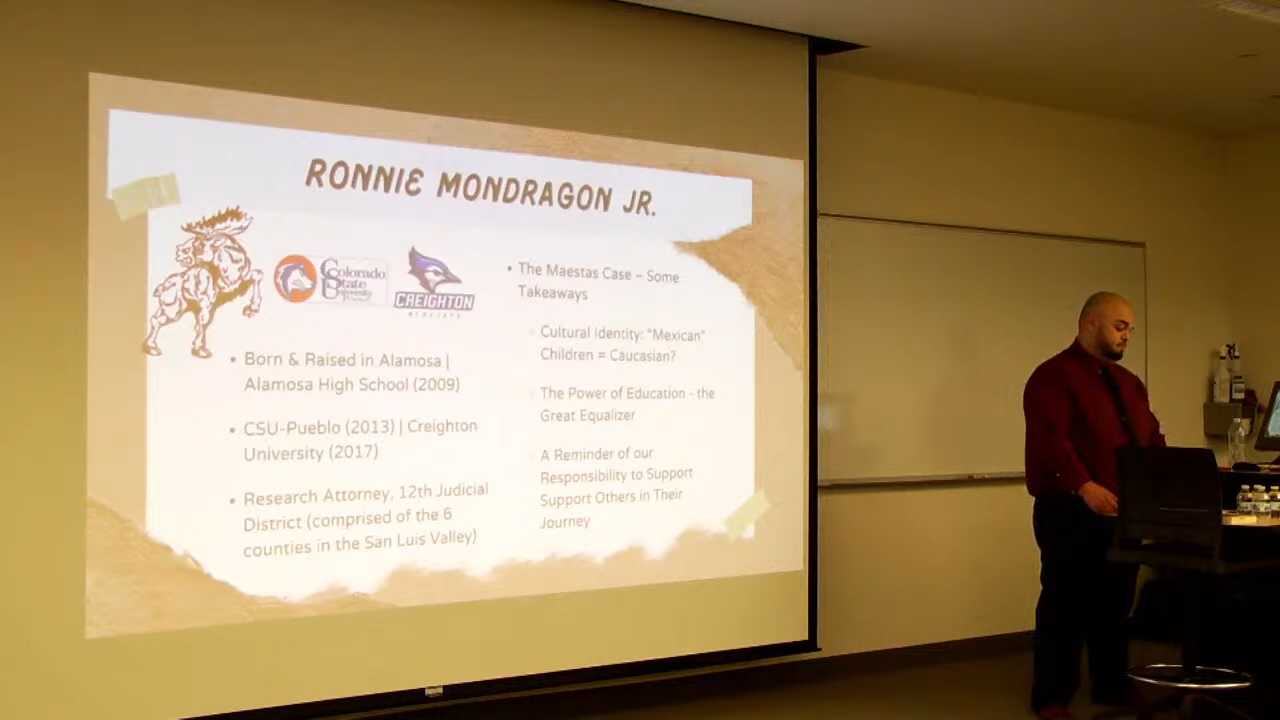 RONNIE MONDRAGON JR.
Colorado
State
University
CREIGHTON
• Born & Raised in Alamosa |
Alamosa High School (2009)
• CSU-Pueblo (2013) | Creighton
University (2017)
• Research Attorney, 12th Judicial
District (comprised of the 6
counties in the San Luis Valley)
• The Maestas Case – Some
Takeaways
Cultural Identity: "Mexican"
Children = Caucasian?
The Power of Education - the
Great Equalizer
A Reminder of our
Responsibility to Support
Support Others in Their
Journey